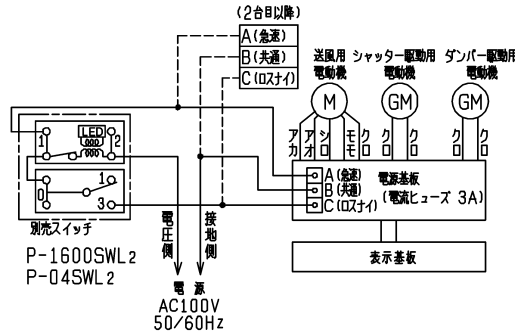 (2台目以降)
A(急速)
B(共通)
C(ロスナイ)
送風用
電動機
シャッター駆動用
電動機
ダンパー駆動用
電動機
M
GM
GM
アカ
アオ
シロ
モモ
クロ
クロ
クロ
クロ
クロ
LED
1
2
0
1
3
A(急速)
B(共通)
C(ロスナイ)
電源基板
(電流ヒューズ 3A)
別売スイッチ
P-1600SWL2
P-04SWL2
電圧側
接地側
電源
AC100V
50/60Hz
表示基板